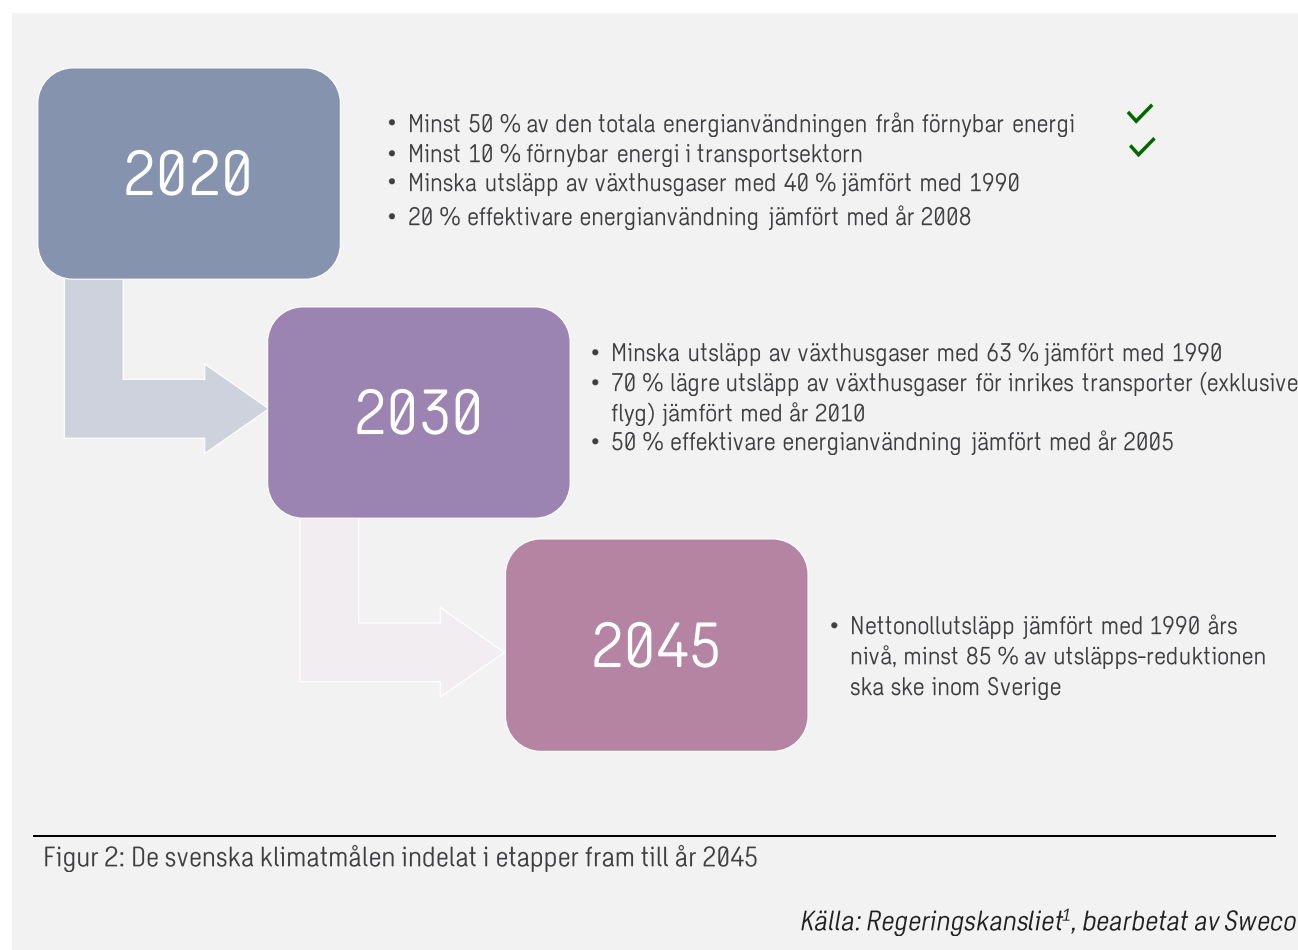 2020
• Minst 50 % av den totala energianvändningen från förnybar energi
• Minst 10 % förnybar energi i transportsektorn
• Minska utsläpp av växthusgaser med 40 % jämfört med 1990
• 20 % effektivare energianvändning jämfört med år 2008
2030
• Minska utsläpp av växthusgaser med 63 % jämfört med 1990
• 70 % lägre utsläpp av växthusgaser för inrikes transporter (exklusive
flyg) jämfört med år 2010
• 50 % effektivare energianvändning jämfört med år 2005
2045
• Nettonollutsläpp jämfört med 1990 års
nivå, minst 85 % av utsläpps-reduktionen
ska ske inom Sverige
Figur 2: De svenska klimatmålen indelat i etapper fram till år 2045
Källa: Regeringskansliet¹, bearbetat av Sweco